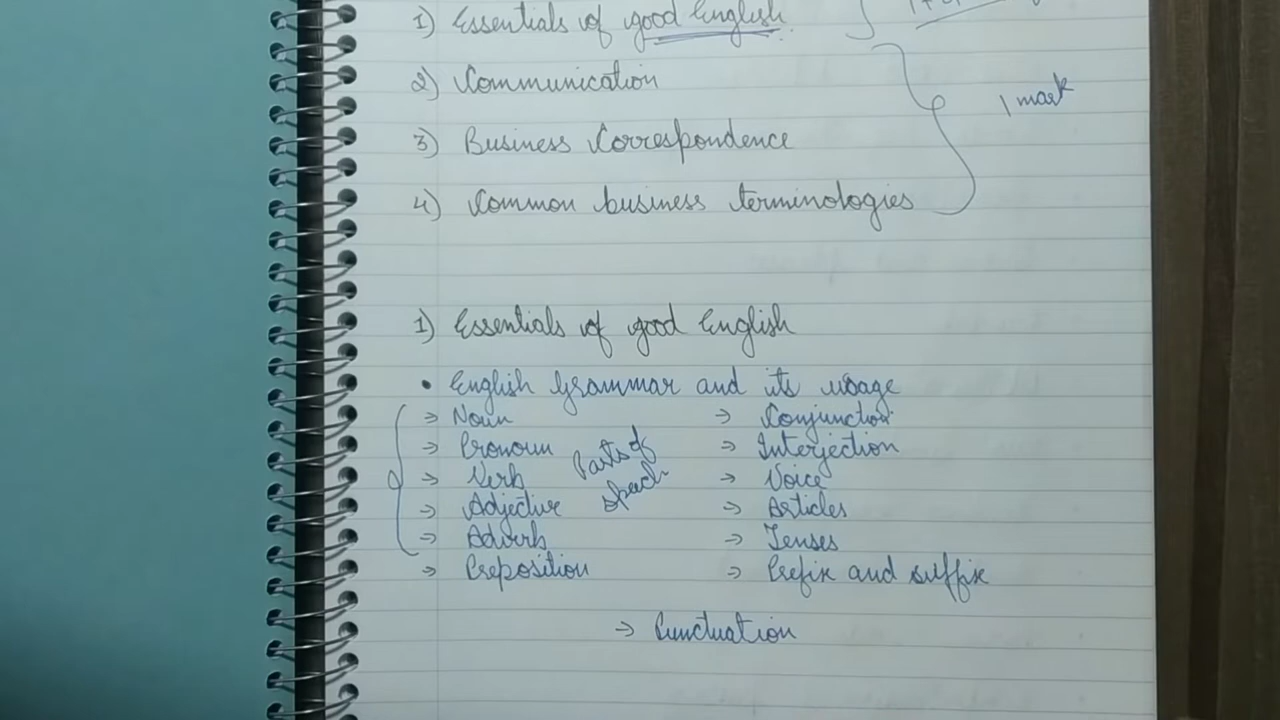 1) Essentials of good English
2) Communication
1 mark
3) Business Correspondence
4) Common business terminologies
1) Essentials of good English
• English Grammar and its usage
→ Noun → Conjunction
→ Pronoun → Interjection
→ Verb → Voice
→ Adjective → Articles
→ Adverb → Tenses
→ Preposition → Prefix and suffix
Parts of
speech
→ Punctuation